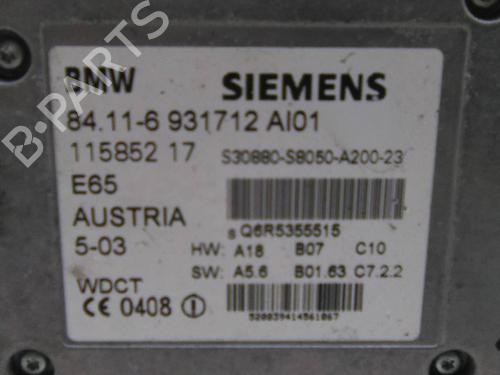 BMW
SIEMENS
84.11-6 931712 AI01
115852 17
S30880-S8050-A200-23
E65
AUSTRIA
S Q6R5355515
5-03
HW: A18 B07 C10
SW: A5.6 B01.63 C7.2.2
WDCT
CE 0408
520039414561067
B-PARTS